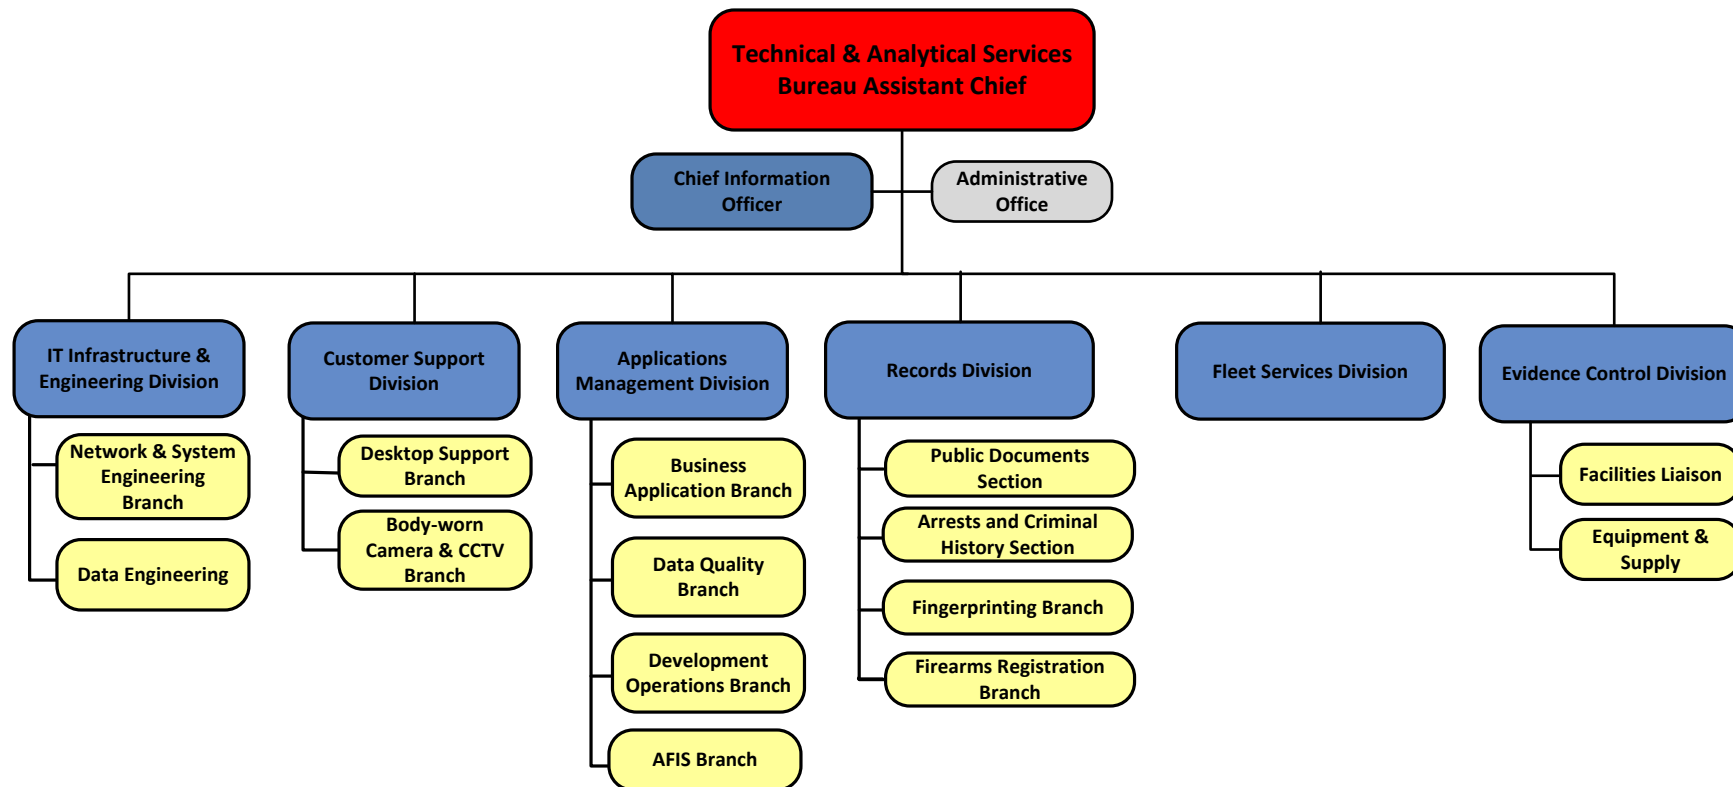 Technical & Analytical Services
Bureau Assistant Chief
Chief Information
Officer
Administrative
Office
IT Infrastructure &
Engineering Division
Customer Support
Division
Applications
Management Division
Records Division
Fleet Services Division
Evidence Control Division
Network & System
Engineering
Branch
Data Engineering
Desktop Support
Branch
Body-worn
Camera & CCTV
Branch
Business
Application Branch
Data Quality
Branch
Development
Operations Branch
AFIS Branch
Public Documents
Section
Arrests and Criminal
History Section
Fingerprinting Branch
Firearms Registration
Branch
Facilities Liaison
Equipment &
Supply